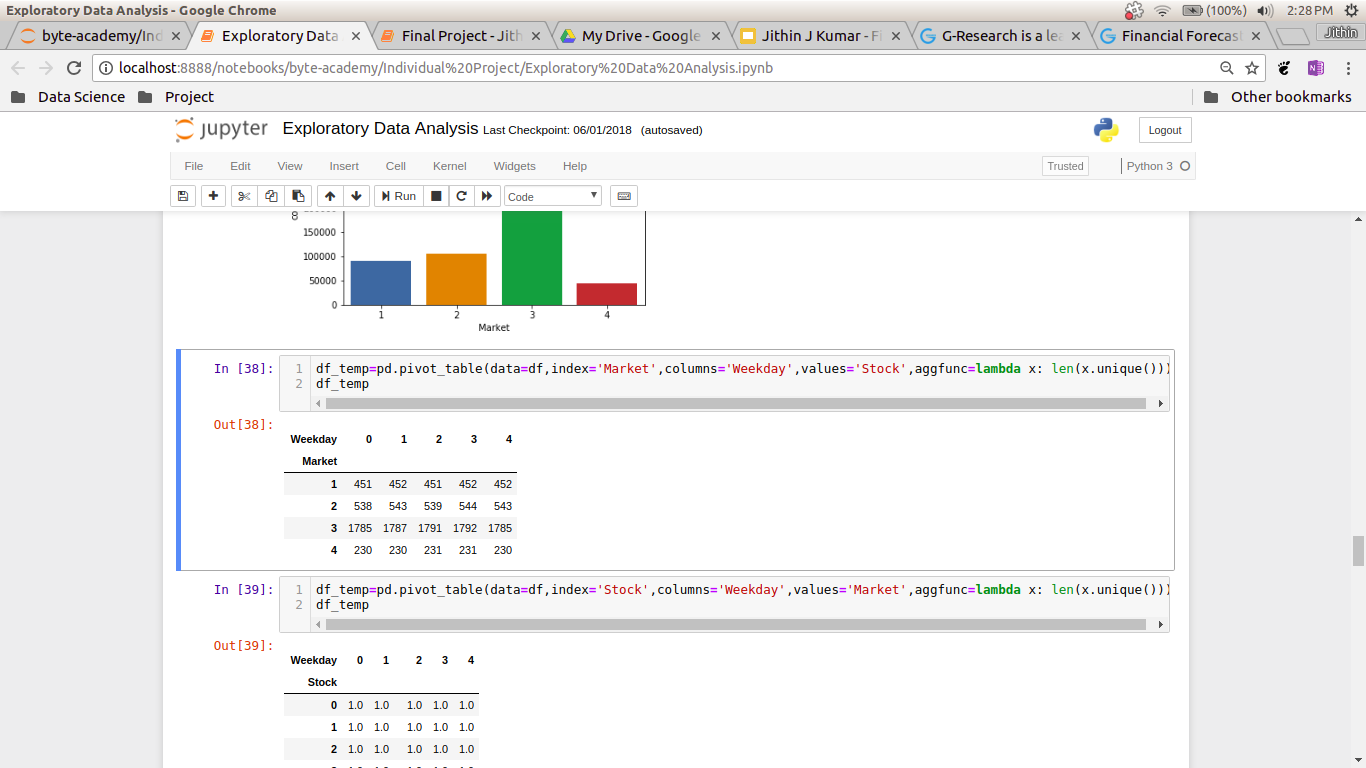 Exploratory Data Analysis - Google Chrome
(100%) 2:28 PM
byte-academy/Ind
Exploratory Data
Final Project - Jith
My Drive - Google
Jithin J Kumar - Fi
G-Research is a lea
Financial Forecast
Jithin
localhost:8888/notebooks/byte-academy/Individual%20Project/Exploratory%20Data%20Analysis.ipynb
Data Science
Project
Other bookmarks
jupyter Exploratory Data Analysis Last Checkpoint: 06/01/2018 (autosaved)
Logout
File Edit View Insert Cell Kernel Widgets Help
Trusted
Python 3
Run
Code
150000
100000
50000
0
1 2 3 4
Market
In [38]:
1 df_temp=pd.pivot_table(data=df,index='Market',columns='Weekday',values='Stock',aggfunc=lambda x: len(x.unique()))
2 df_temp
Out[38]:
Weekday 0 1 2 3 4
Market
1 451 452 451 452 452
2 538 543 539 544 543
3 1785 1787 1791 1792 1785
4 230 230 231 231 230
In [39]:
1 df_temp=pd.pivot_table(data=df,index='Stock',columns='Weekday',values='Market',aggfunc=lambda x: len(x.unique()))
2 df_temp
Out[39]:
Weekday 0 1 2 3 4
Stock
0 1.0 1.0 1.0 1.0 1.0
1 1.0 1.0 1.0 1.0 1.0
2 1.0 1.0 1.0 1.0 1.0